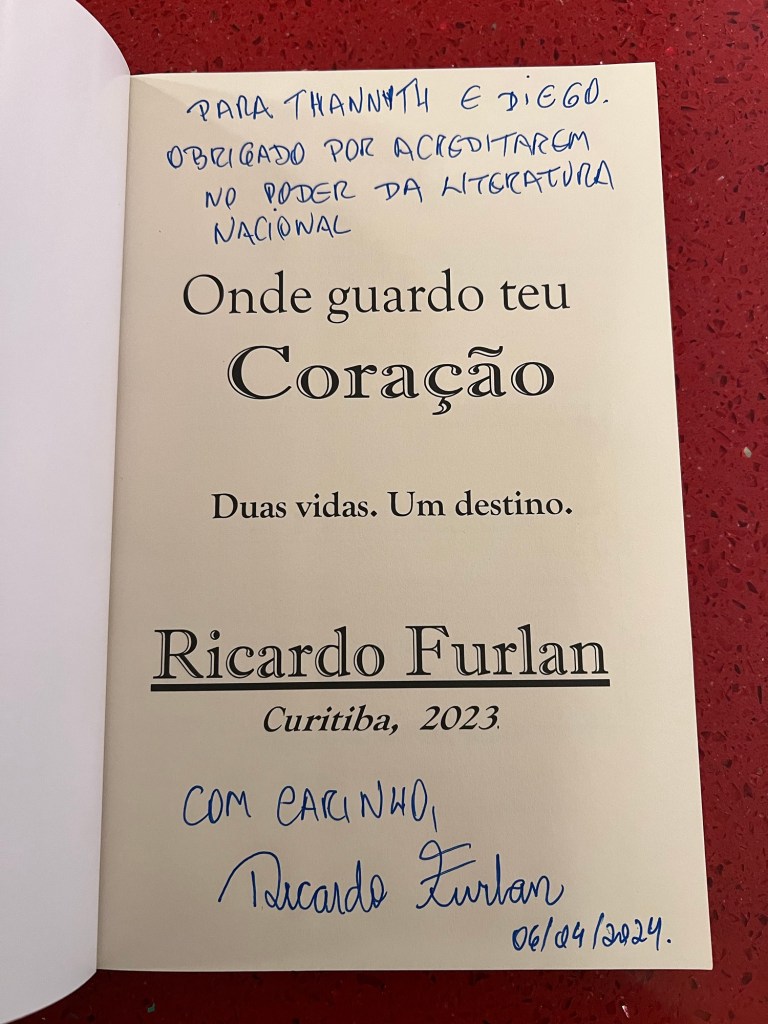 PARA THANNYTH E DIEGO.
OBRIGADO POR ACREDITAREM
NO PODER DA LITERATURA
NACIONAL
Onde guardo teu
Coração
Duas vidas. Um destino.
Ricardo Furlan
Curitiba, 2023.
COM CARINHO,
Ricardo Furlan
06/04/2024.